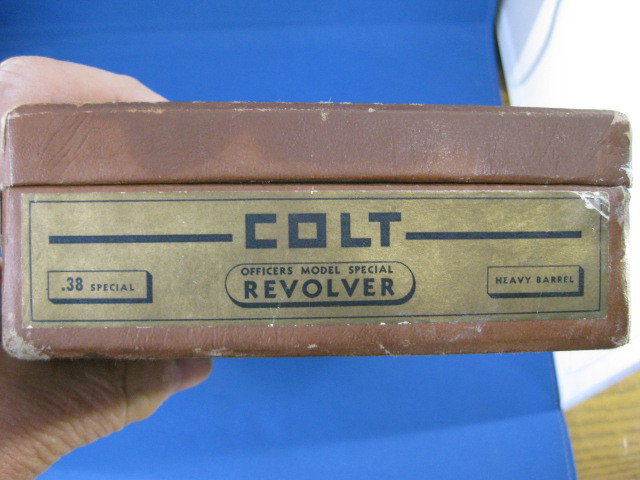 COLT
OFFICERS MODEL SPECIAL
REVOLVER
.38 SPECIAL
HEAVY BARREL